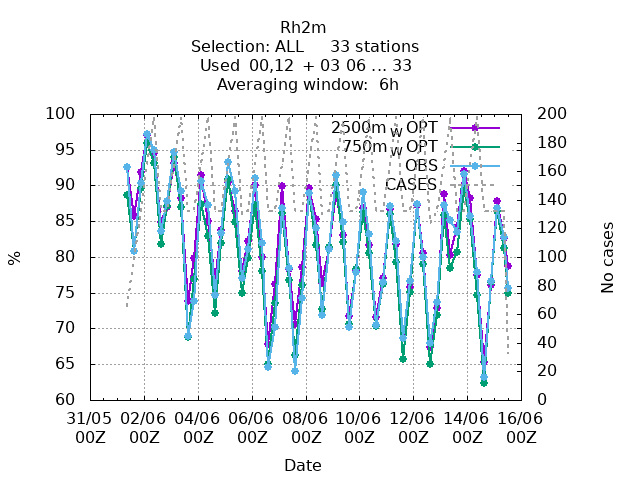 Rh2m
Selection: ALL 33 stations
Used 00,12 + 03 06 ... 33
Averaging window: 6h
100
95
90
85
80
75
70
65
60
%
200
180
160
140
120
100
80
60
40
20
0
No cases
2500m w OPT
750m w OPT
OBS
CASES
31/05 02/06 04/06 06/06 08/06 10/06 12/06 14/06 16/06
00Z 00Z 00Z 00Z 00Z 00Z 00Z 00Z 00Z
Date